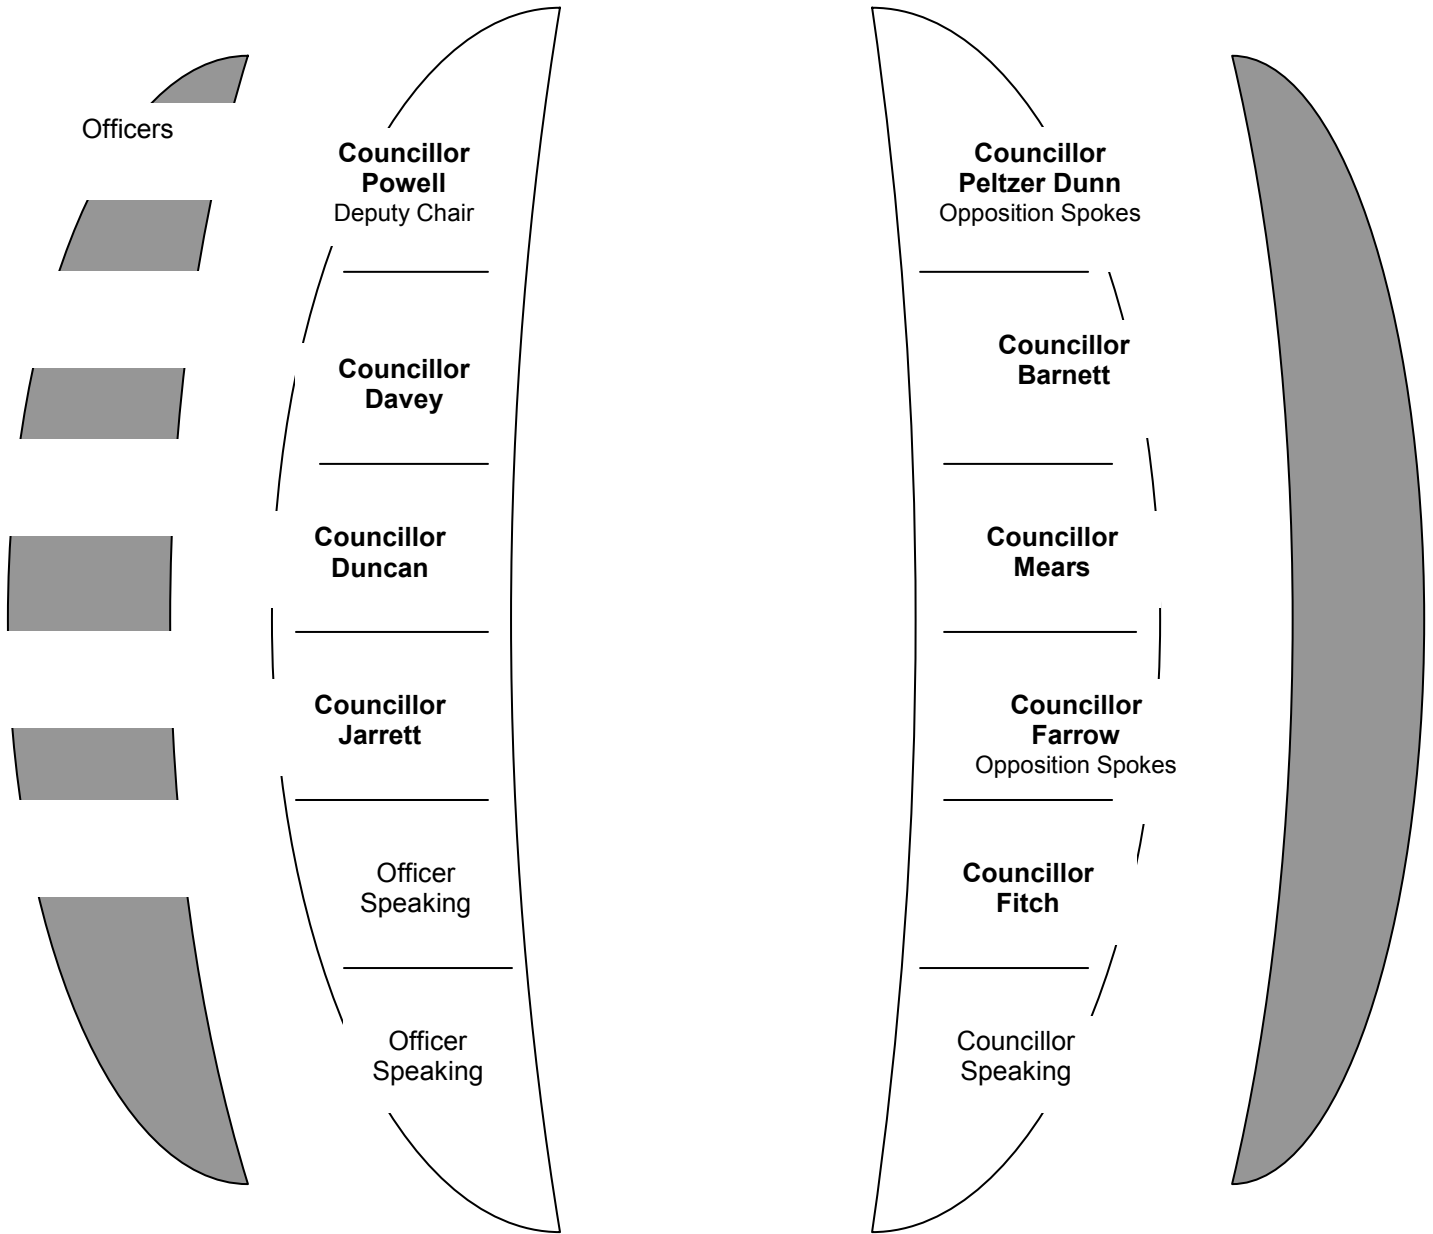 Officers
Councillor
Powell
Deputy Chair
Councillor
Davey
Councillor
Duncan
Councillor
Jarrett
Officer
Speaking
Officer
Speaking
Councillor
Peltzer Dunn
Opposition Spokes
Councillor
Barnett
Councillor
Mears
Councillor
Farrow
Opposition Spokes
Councillor
Fitch
Councillor
Speaking